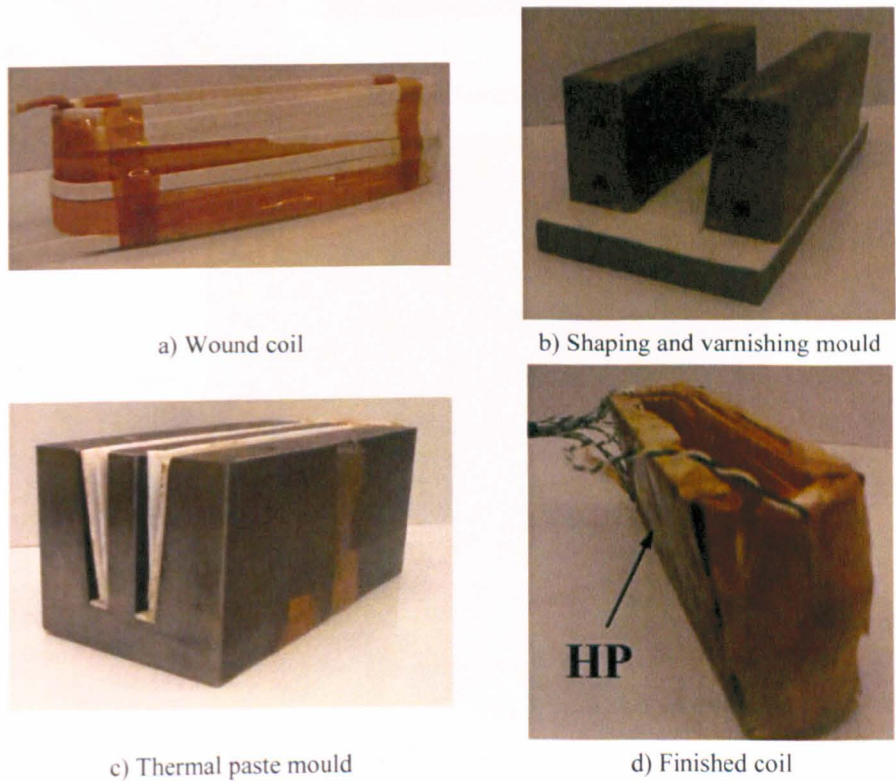 a) Wound coil
b) Shaping and varnishing mould
HP
c) Thermal paste mould
d) Finished coil